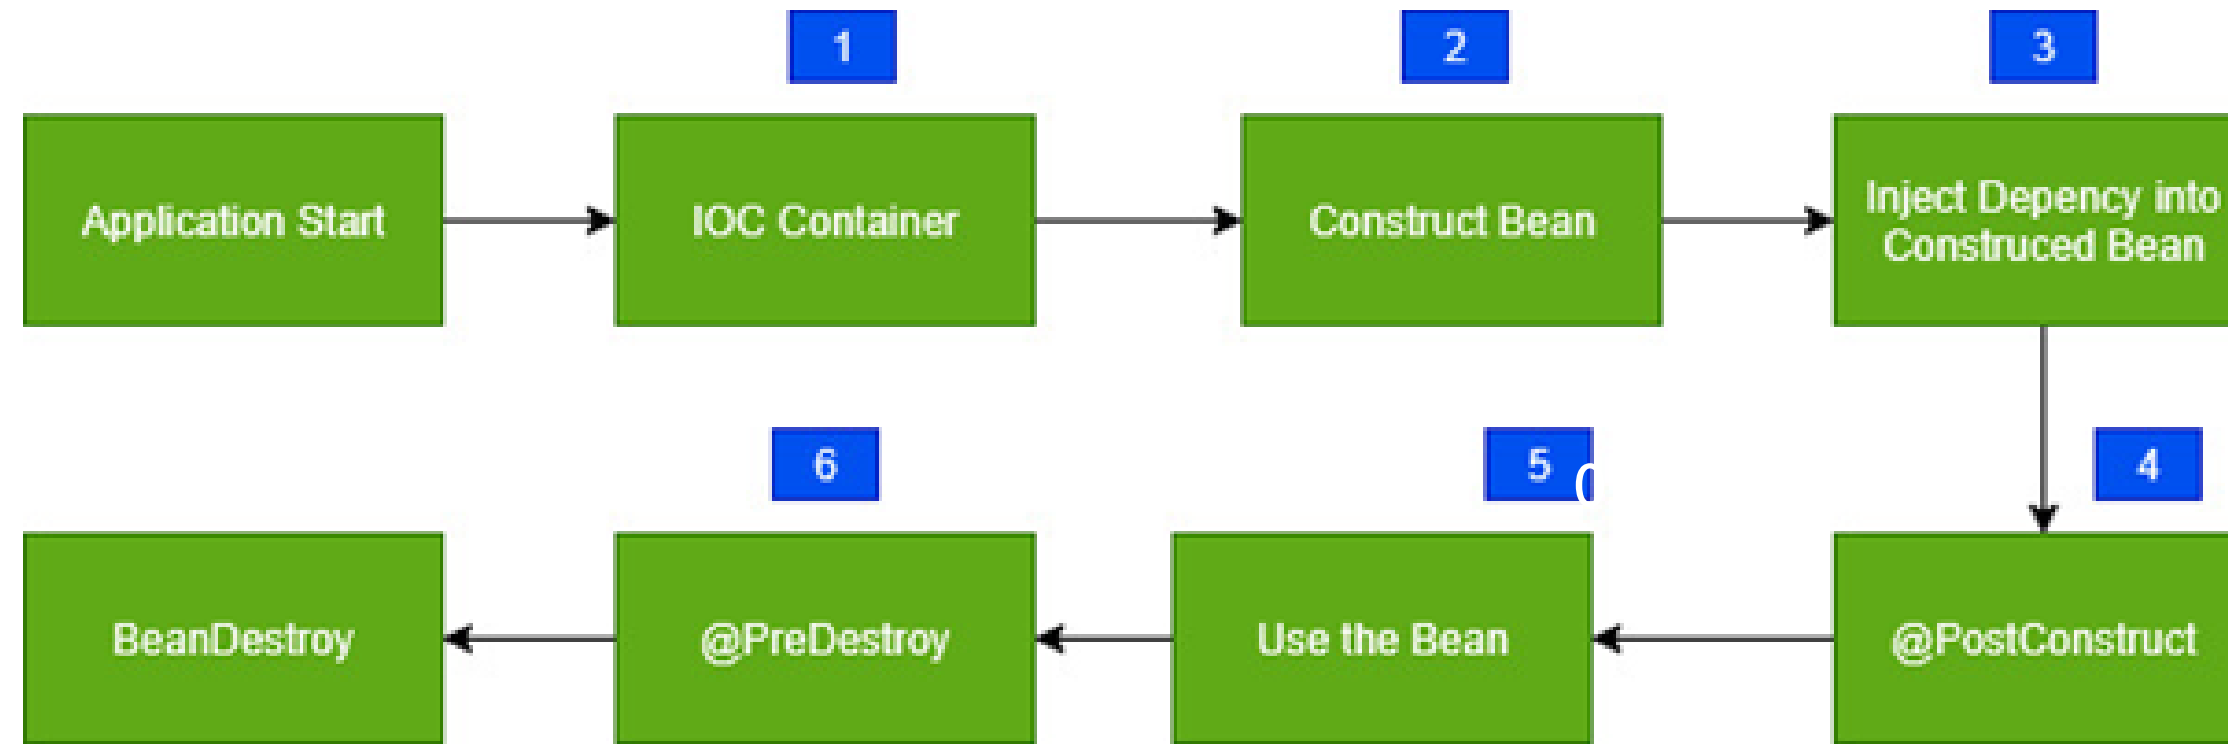 1
2
3
Application Start
IOC Container
Construct Bean
Inject Depency into
Construced Bean
6
5
4
BeanDestroy
@PreDestroy
Use the Bean
@PostConstruct